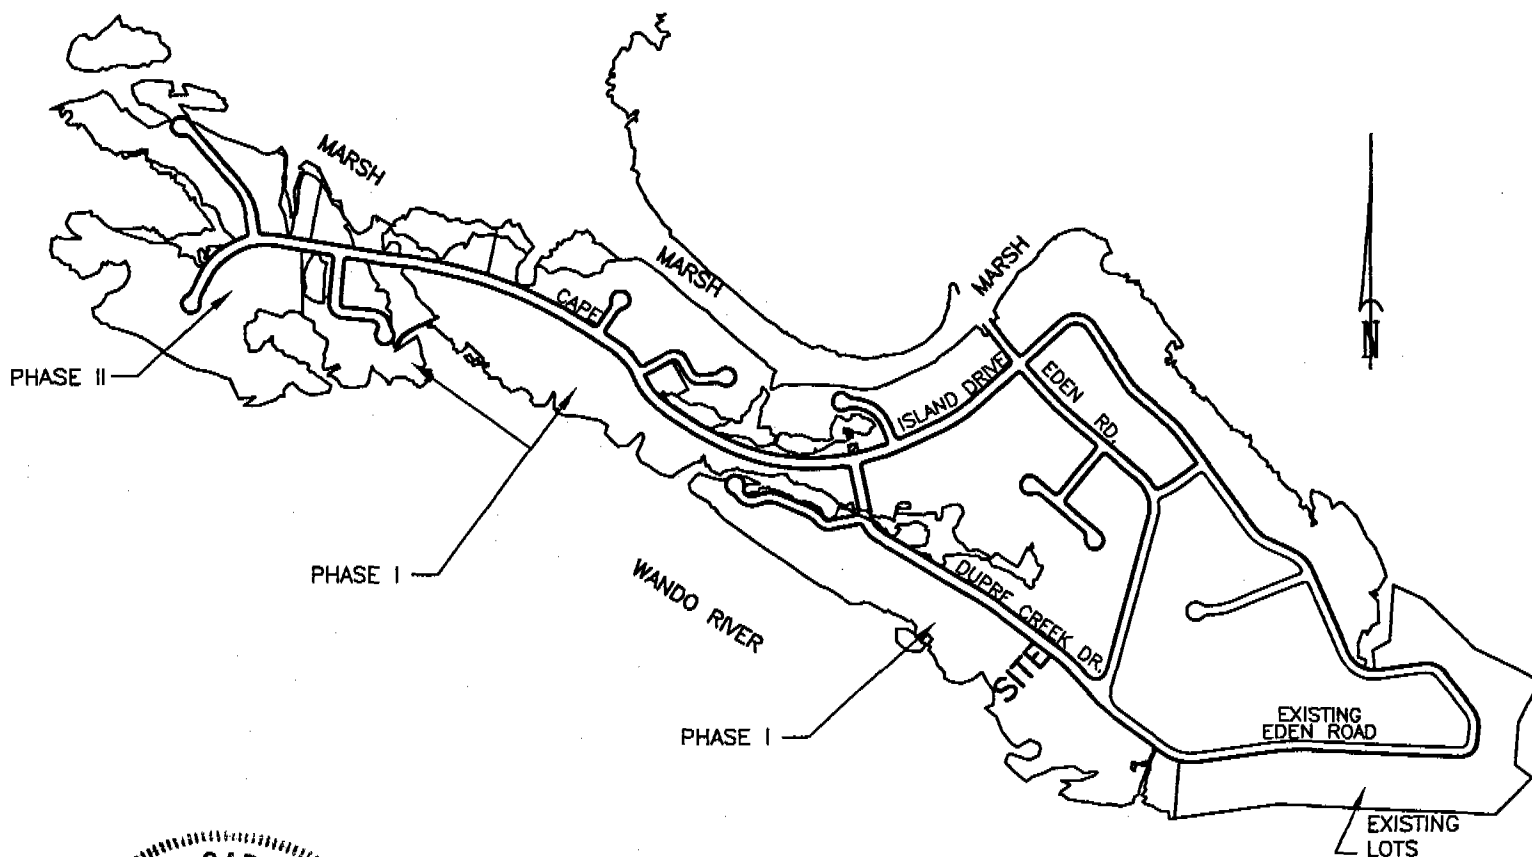 MARSH
MARSH
MARSH
CAPE
ISLAND DRIVE
EDEN RD.
N
PHASE II
PHASE I
WANDO RIVER
DUPRE CREEK DR.
SITE
PHASE I
EXISTING
EDEN ROAD
EXISTING
LOTS